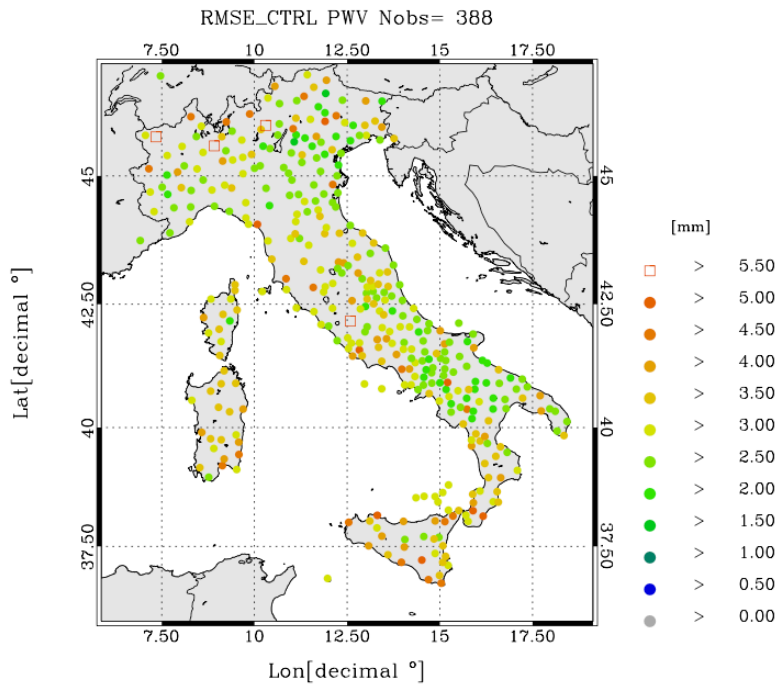 RMSE_CTRL PWV Nobs= 388
7.50 10 12.50 15 17.50
45 45
42.50 42.50
40 40
37.50 37.50
7.50 10 12.50 15 17.50
Lat[decimal °]
Lon[decimal °]
[mm]
> 5.50
> 5.00
> 4.50
> 4.00
> 3.50
> 3.00
> 2.50
> 2.00
> 1.50
> 1.00
> 0.50
> 0.00